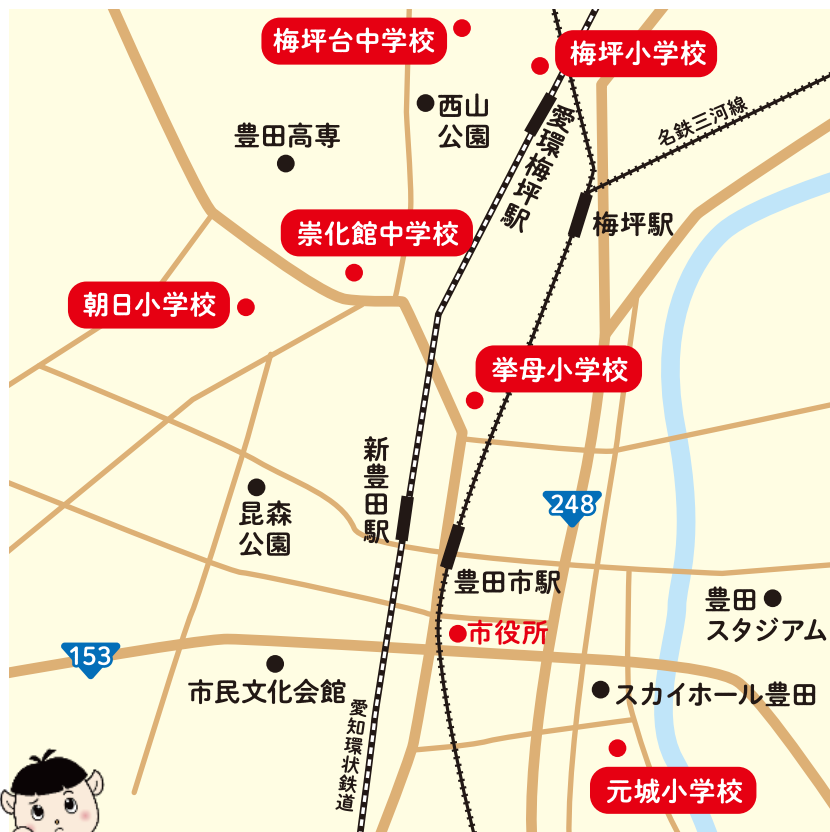 梅坪台中学校
梅坪小学校
西山
公園
愛環梅坪駅
名鉄三河線
豊田高専
梅坪駅
崇化館中学校
朝日小学校
挙母小学校
新豊田駅
昆森
公園
248
豊田市駅
豊田
スタジアム
市役所
153
市民文化会館
スカイホール豊田
愛知環状鉄道
元城小学校